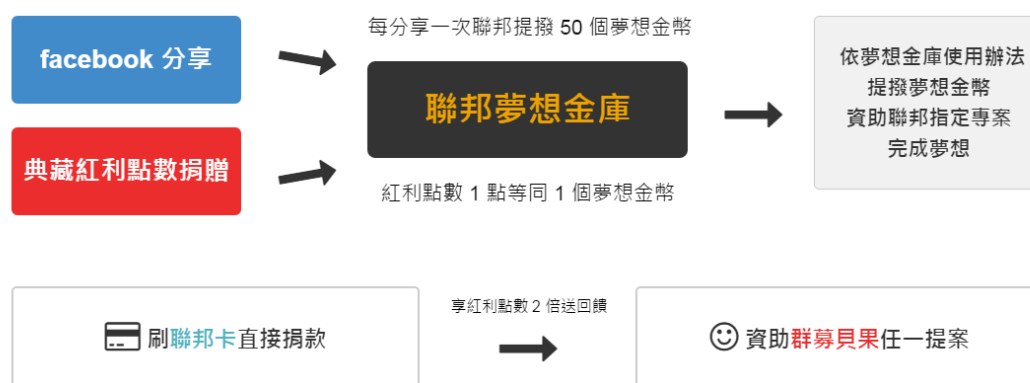 每分享一次聯邦提撥 50 個夢想金幣
facebook 分享
聯邦夢想金庫
依夢想金庫使用辦法
提撥夢想金幣
資助聯邦指定專案
完成夢想
典藏紅利點數捐贈
紅利點數 1 點等同 1 個夢想金幣
享紅利點數 2 倍送回饋
刷聯邦卡直接捐款
資助群募貝果任一提案